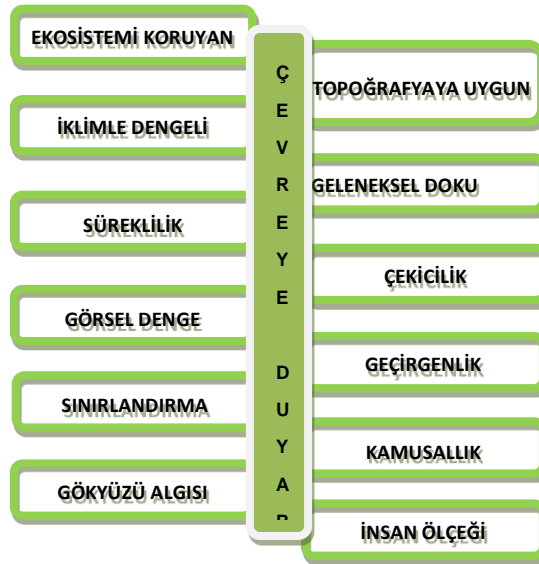 EKOSİSTEMİ KORUYAN
İKLİMLE DENGELİ
SÜREKLİLİK
GÖRSEL DENGE
SINIRLANDIRMA
GÖKYÜZÜ ALGISI
Ç
E
V
R
E
Y
E
D
U
Y
A
TOPOĞRAFYAYA UYGUN
GELENEKSEL DOKU
ÇEKİCİLİK
GEÇİRGENLİK
KAMUSALLIK
İNSAN ÖLÇEĞİ